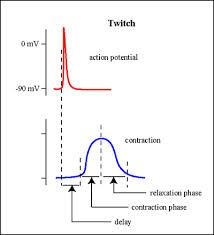 Twitch
0 mV
action potential
-90 mV
contraction
relaxation phase
contraction phase
delay